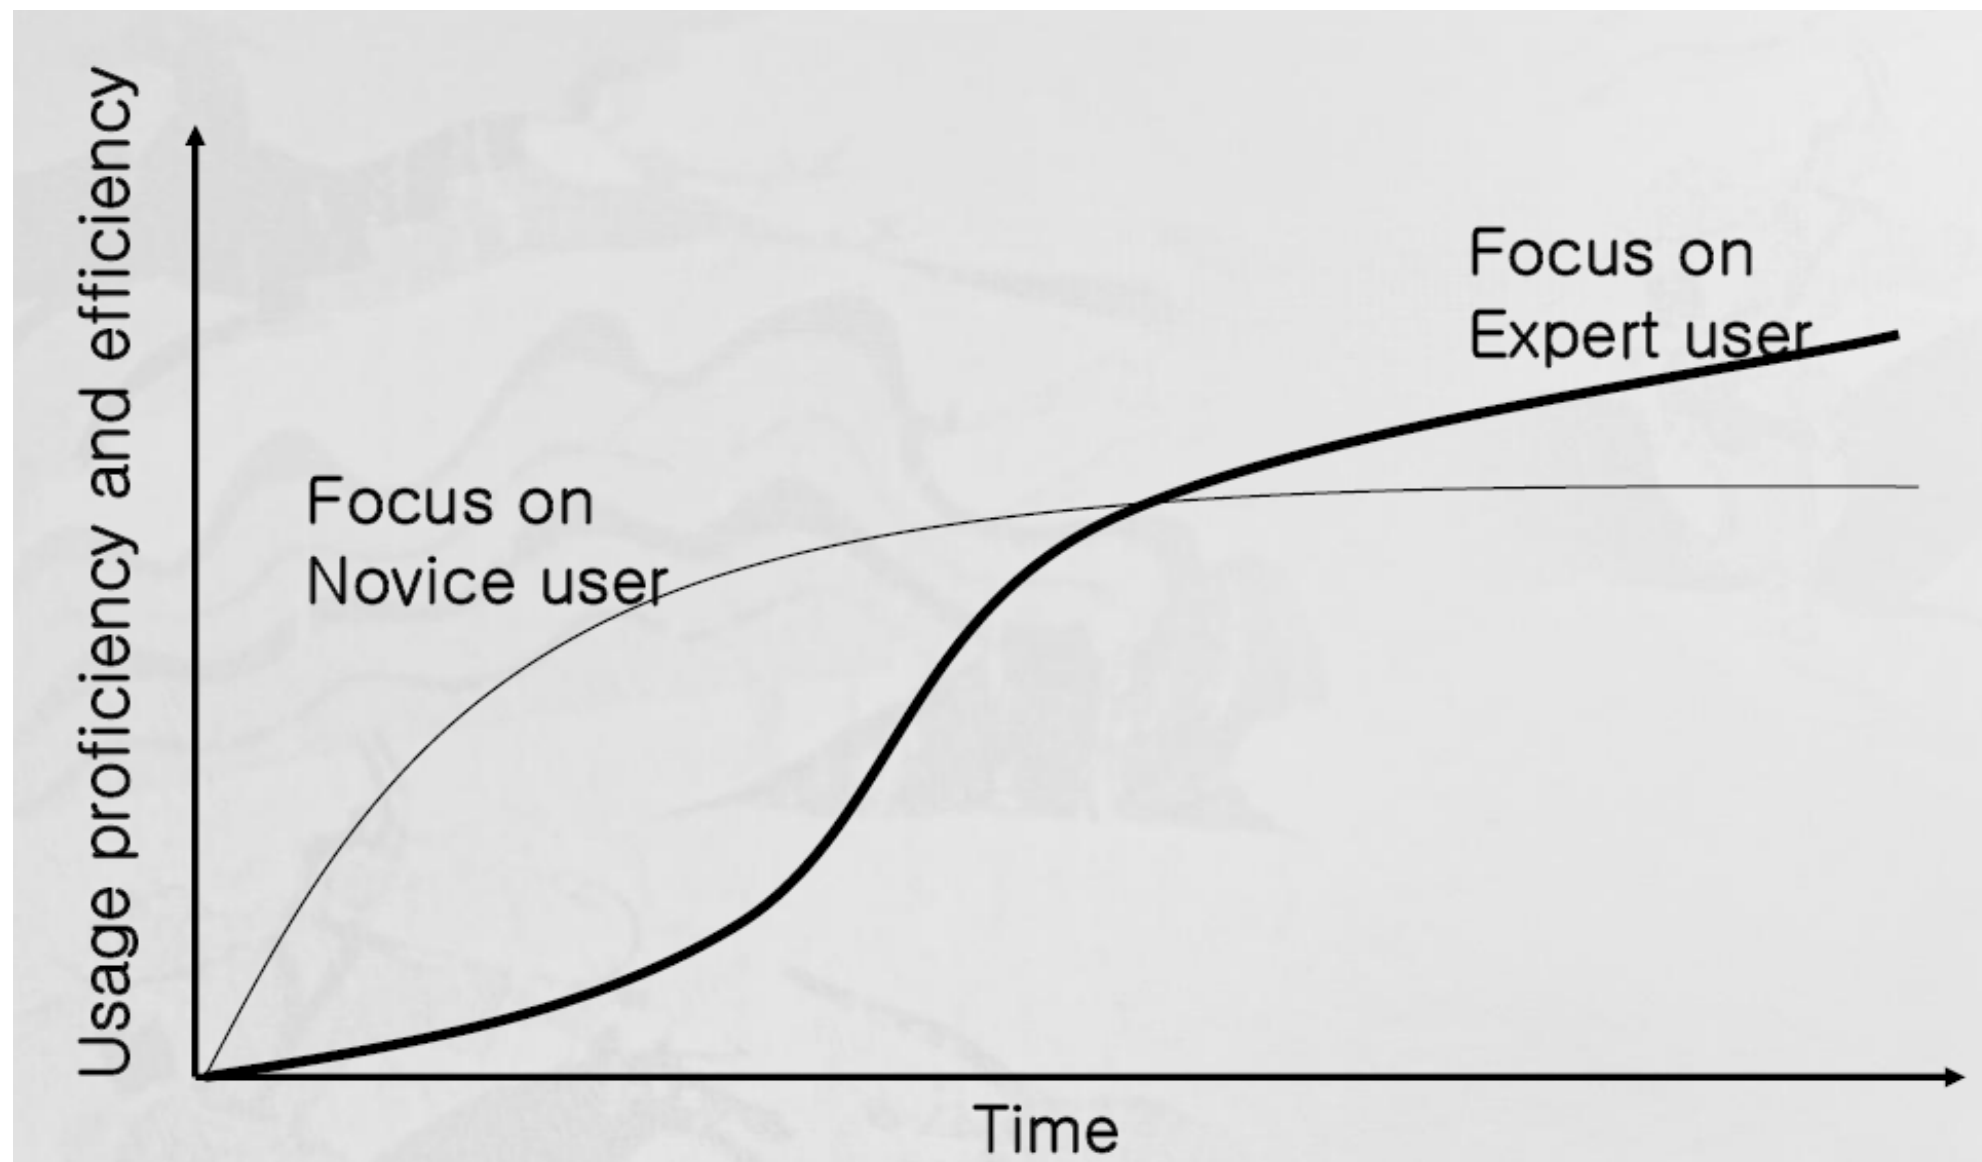 Usage proficiency and efficiency
Focus on
Expert user
Focus on
Novice user
Time